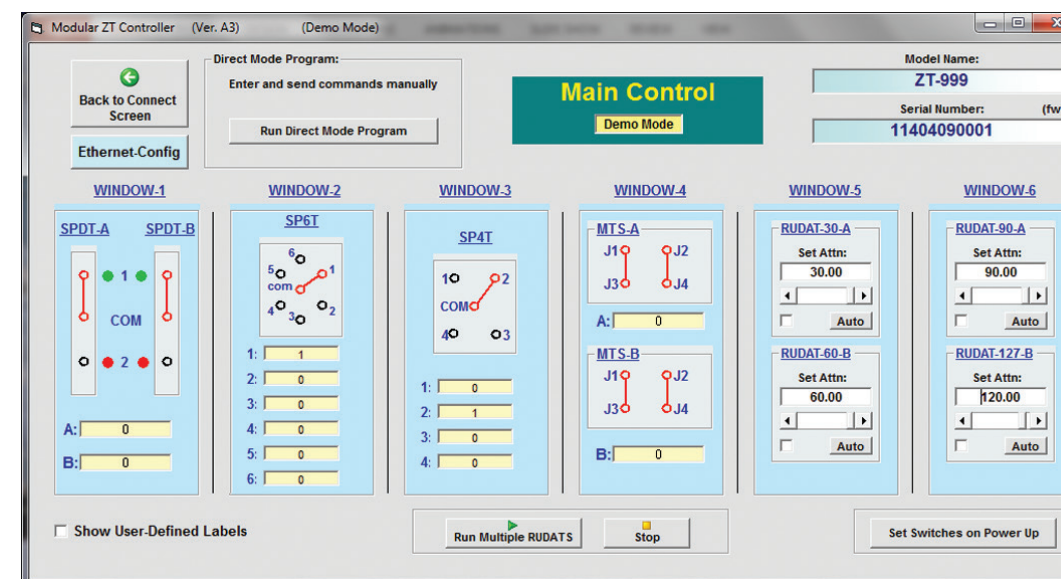 Modular ZT Controller (Ver. A3) (Demo Mode)
Back to Connect
Screen
Ethernet-Config
Direct Mode Program:
Enter and send commands manually
Run Direct Mode Program
Main Control
Demo Mode
Model Name:
ZT-999
Serial Number: (fw
11404090001
WINDOW-1
SPDT-A SPDT-B
1
COM
2
A: 0
B: 0
WINDOW-2
SP6T
6
5 1
com
4 3 2
1: 1
2: 0
3: 0
4: 0
5: 0
6: 0
WINDOW-3
SP4T
1 2
COM
4 3
1: 0
2: 1
3: 0
4: 0
WINDOW-4
MTS-A
J1 J2
J3 J4
A: 0
MTS-B
J1 J2
J3 J4
B: 0
WINDOW-5
RUDAT-30-A
Set Attn:
30.00
Auto
RUDAT-60-B
Set Attn:
60.00
Auto
WINDOW-6
RUDAT-90-A
Set Attn:
90.00
Auto
RUDAT-127-B
Set Attn:
120.00
Auto
Show User-Defined Labels
Run Multiple RUDATS
Stop
Set Switches on Power Up